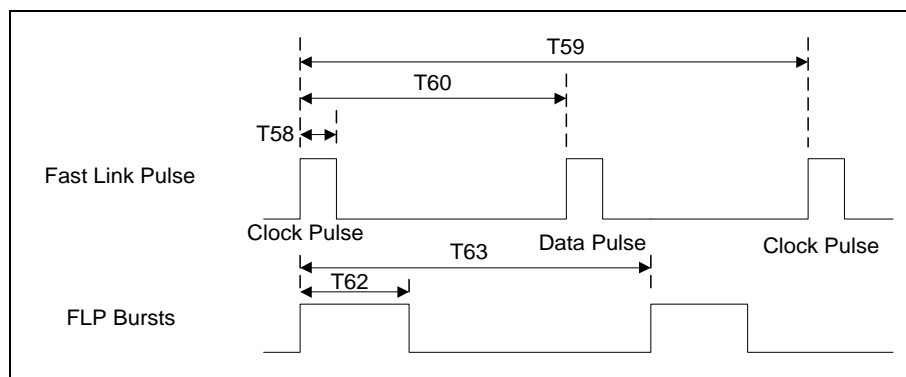 T59
T60
T58
Fast Link Pulse
Clock Pulse
Data Pulse
Clock Pulse
T63
T62
FLP Bursts